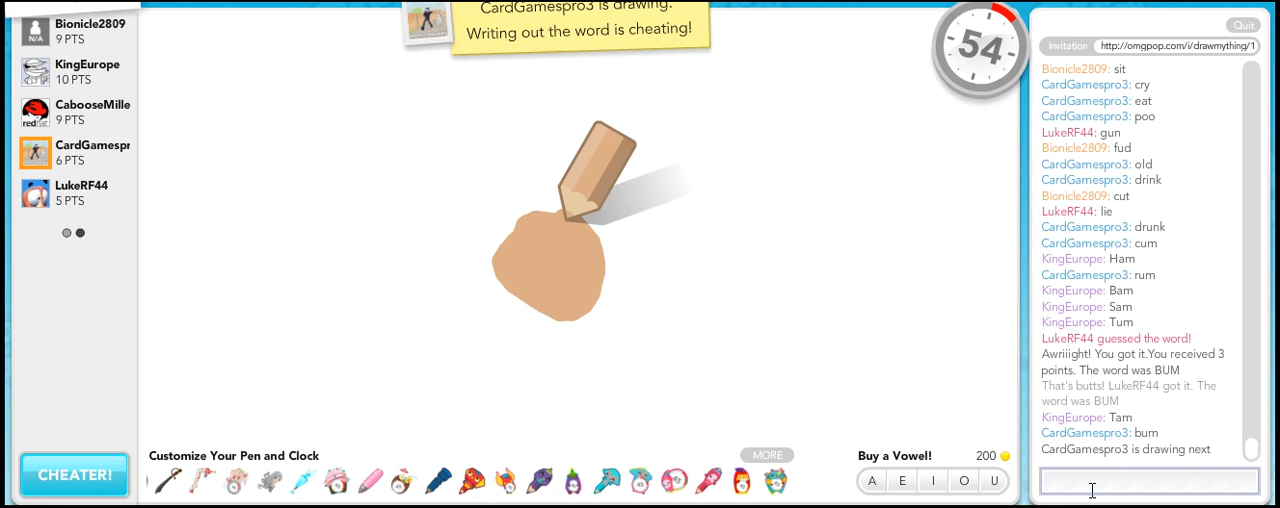 Bionicle2809
9 PTS
KingEurope
10 PTS
CabooseMille
9 PTS
CardGamespr
6 PTS
LukeRF44
5 PTS
CHEATER!
CardGamespro3 is drawing.
Writing out the word is cheating!
54
Customize Your Pen and Clock
MORE
Buy a Vowel!
200
A E I O U
Quit
Invitation http://omgpop.com/i/drawmything/1
Bionicle2809: sit
CardGamespro3: cry
CardGamespro3: eat
CardGamespro3: poo
LukeRF44: gun
Bionicle2809: fud
CardGamespro3: old
CardGamespro3: drink
Bionicle2809: cut
LukeRF44: lie
CardGamespro3: drunk
CardGamespro3: cum
KingEurope: Ham
CardGamespro3: rum
KingEurope: Bam
KingEurope: Sam
KingEurope: Tum
LukeRF44 guessed the word!
Awriiight! You got it.You received 3
points. The word was BUM
That's butts! LukeRF44 got it. The
word was BUM
KingEurope: Tam
CardGamespro3: bum
CardGamespro3 is drawing next